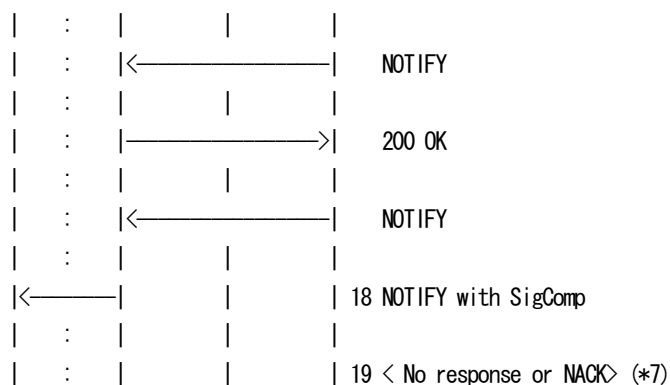 NOTIFY
200 OK
NOTIFY
18 NOTIFY with SigComp
19 < No response or NACK> (*7)